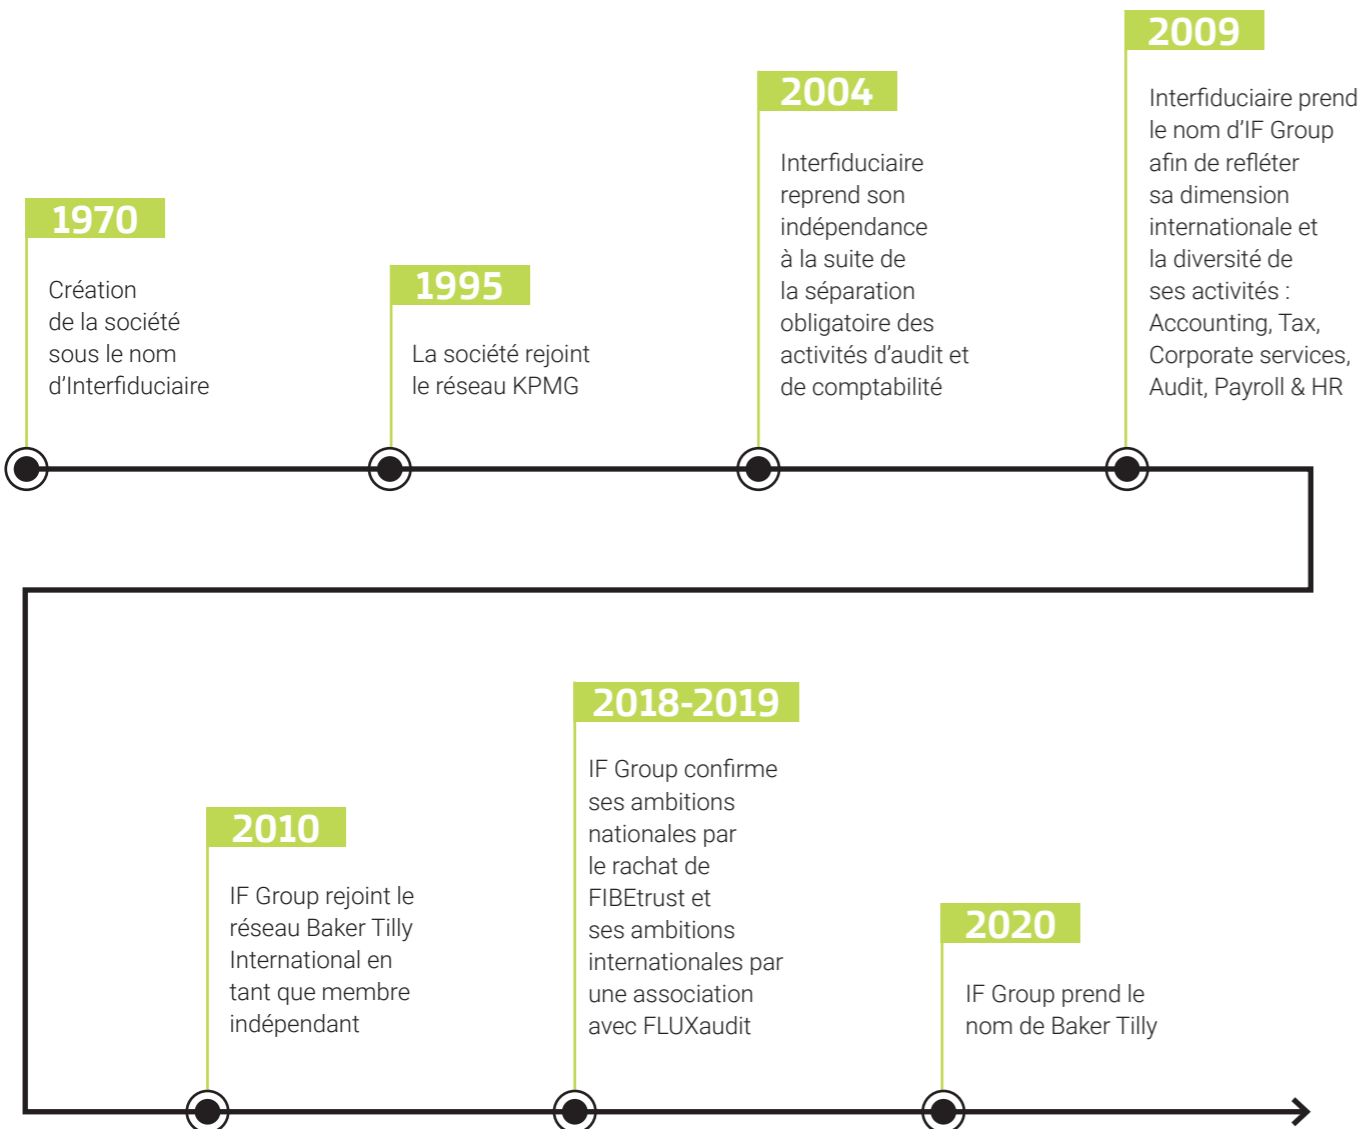 1970
Création
de la société
sous le nom
d'Interfiduciaire
1995
La société rejoint
le réseau KPMG
2004
Interfiduciaire
reprend son
indépendance
à la suite de
la séparation
obligatoire des
activités d'audit et
de comptabilité
2009
Interfiduciaire prend
le nom d'IF Group
afin de refléter
sa dimension
internationale et
la diversité de
ses activités :
Accounting, Tax,
Corporate services,
Audit, Payroll & HR
2010
IF Group rejoint le
réseau Baker Tilly
International en
tant que membre
indépendant
2018-2019
IF Group confirme
ses ambitions
nationales par
le rachat de
FIBEtrust et
ses ambitions
internationales par
une association
avec FLUXaudit
2020
IF Group prend le
nom de Baker Tilly